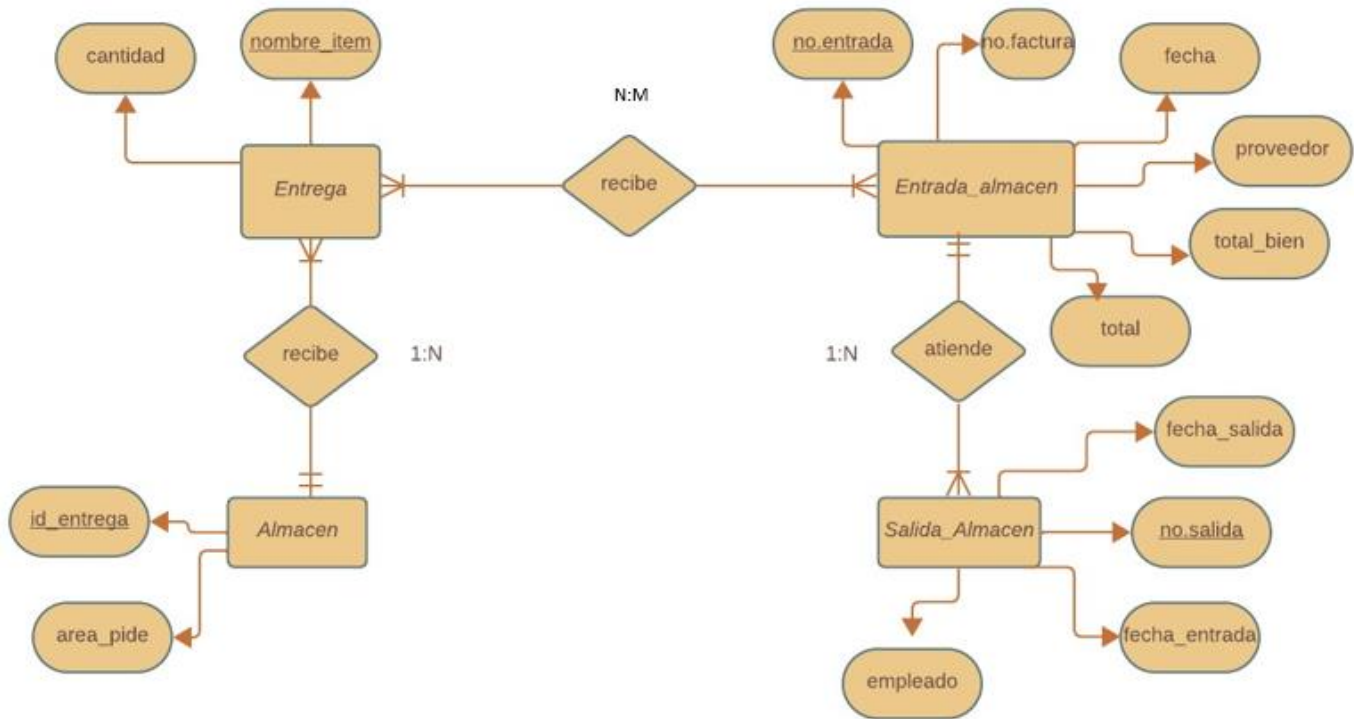 cantidad
nombre_item
no.entrada
no.factura
fecha
N:M
proveedor
Entrega
recibe
Entrada_almacen
total_bien
total
recibe
1:N
1:N
atiende
fecha_salida
id_entrega
Almacen
Salida_Almacen
no.salida
area_pide
fecha_entrada
empleado